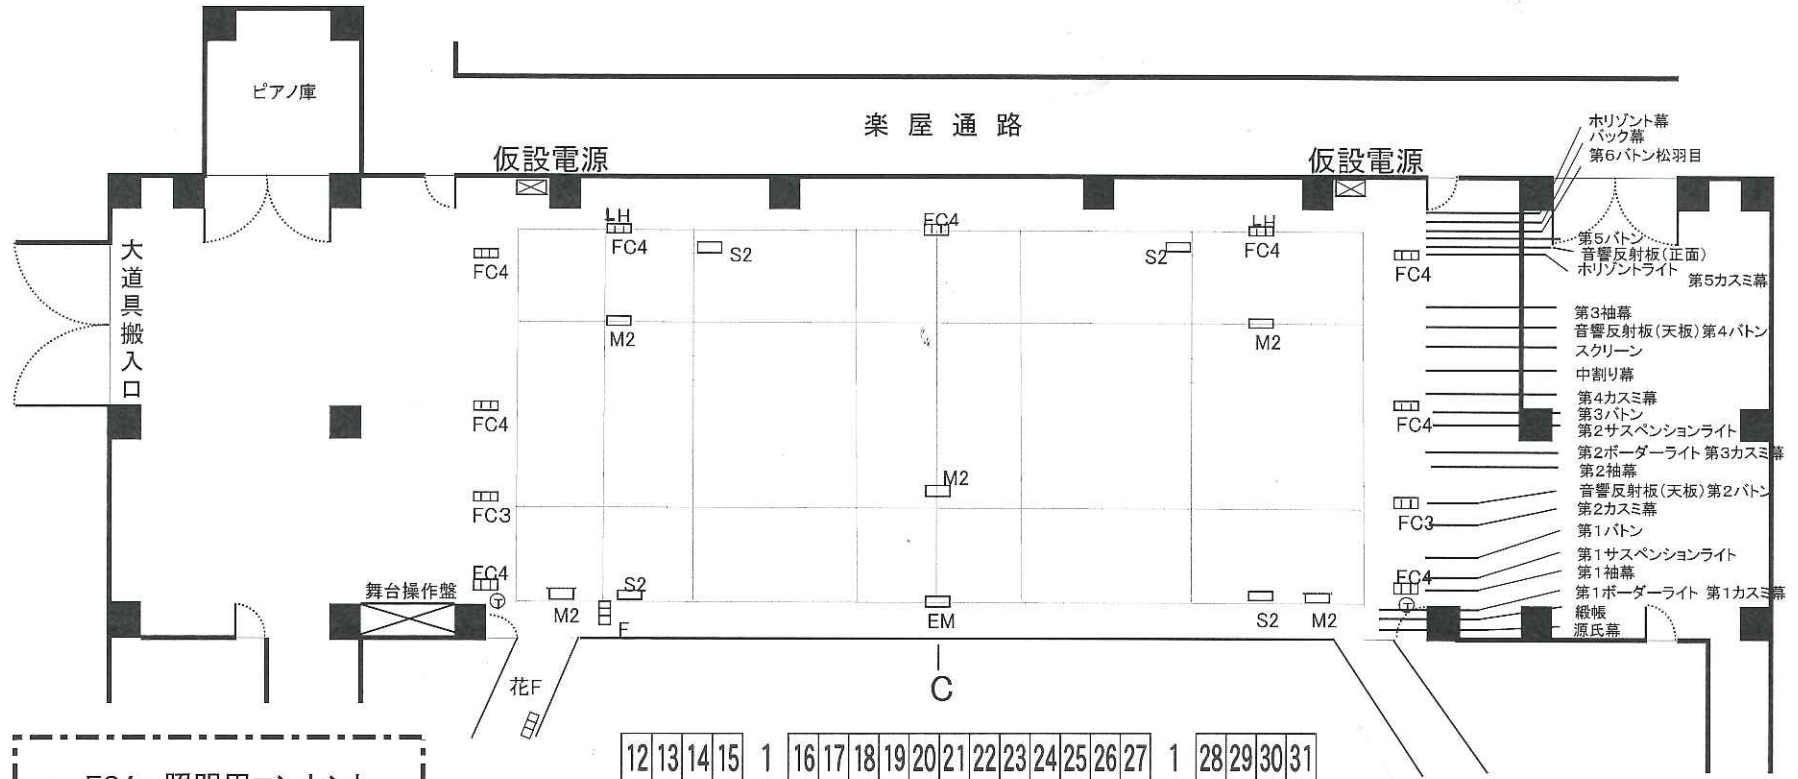 ピアノ庫
楽屋通路
仮設電源
仮設電源
ホリゾント幕
バック幕
第6バトン松羽目
大道具搬入口
LH
FC4
FC4
S2
FC4
FC4
S2
LH
FC4
FC4
第5バトン
音響反射板(正面)
ホリゾントライト
第5カスミ幕
M2
M2
第3袖幕
音響反射板(天板)第4バトン
スクリーン
中割り幕
FC4
FC4
第4カスミ幕
第3バトン
第2サスペンションライト
第2ボーダーライト 第3カスミ幕
第2袖幕
M2
FC3
FC3
音響反射板(天板)第2バトン
第2カスミ幕
第1バトン
第1サスペンションライト
第1袖幕
第1ボーダーライト 第1カスミ幕
緞帳
源氏幕
舞台操作盤
FC4
T
M2
S2
F
EM
S2
M2
FC4
T
花F
C
12 13 14 15 1 16 17 18 19 20 21 22 23 24 25 26 27 1 28 29 30 31